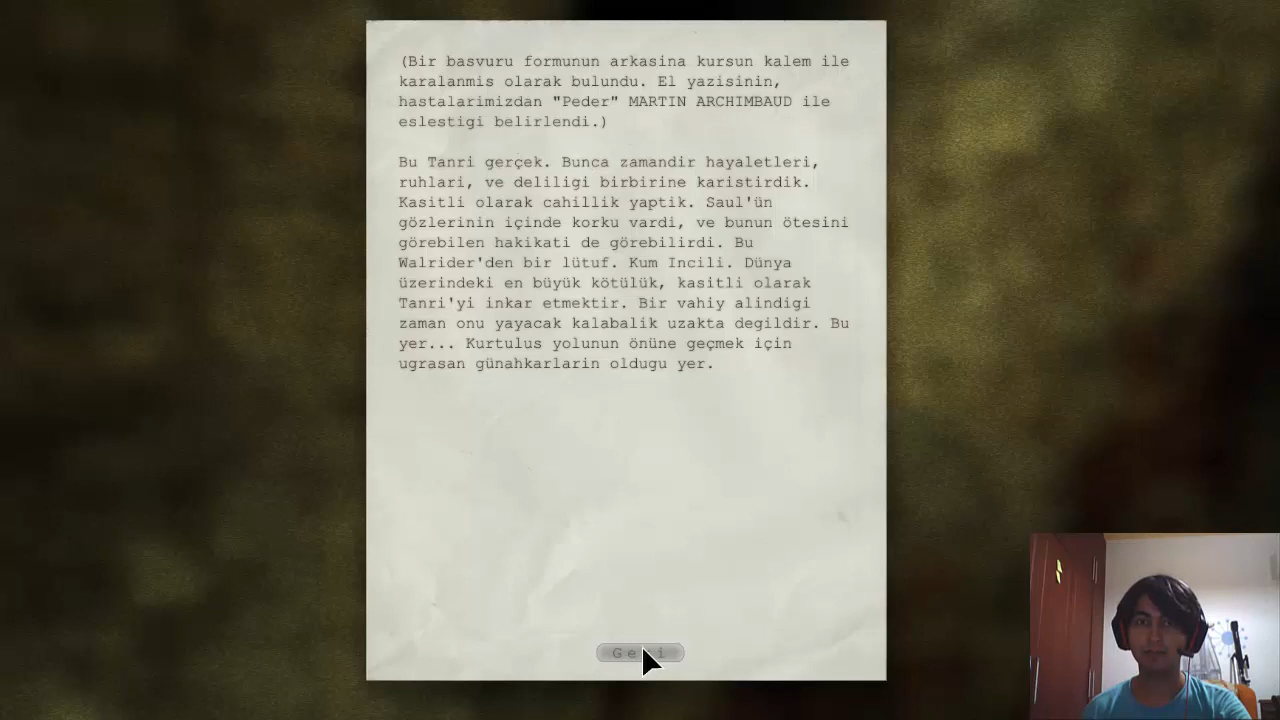 (Bir basvuru formunun arkasina kursun kalem ile
karalanmis olarak bulundu. El yazisinin,
hastalarimizdan "Peder" MARTIN ARCHIMBAUD ile
eslestigi belirlendi.)
Bu Tanri gerçek. Bunca zamandir hayaletleri,
ruhlari, ve deliligi birbirine karistirdik.
Kasitli olarak cahillik yaptik. Saul'ün
gözlerinin içinde korku vardi, ve bunun ötesini
görebilen hakikati de görebilirdi. Bu
Walrider'den bir lütuf. Kum Incili. Dünya
üzerindeki en büyük kötülük, kasitli olarak
Tanri'yi inkar etmektir. Bir vahiy alindigi
zaman onu yayacak kalabalik uzakta degildir. Bu
yer... Kurtulus yolunun önüne geçmek için
ugrasan günahkarlarin oldugu yer.
Geri